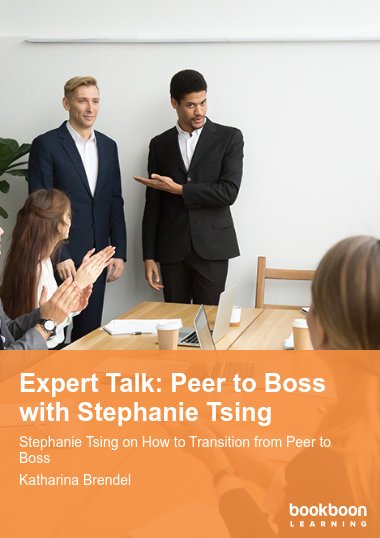 Expert Talk: Peer to Boss
with Stephanie Tsing
Stephanie Tsing on How to Transition from Peer to
Boss
Katharina Brendel
bookboon
LEARNING